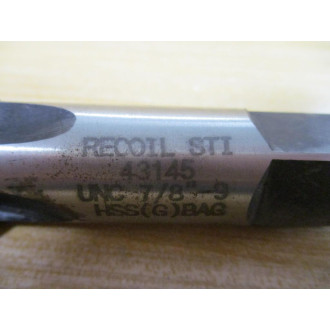 RECOIL STI
43145
UNC 7/8"-9
HSS(G)BAG